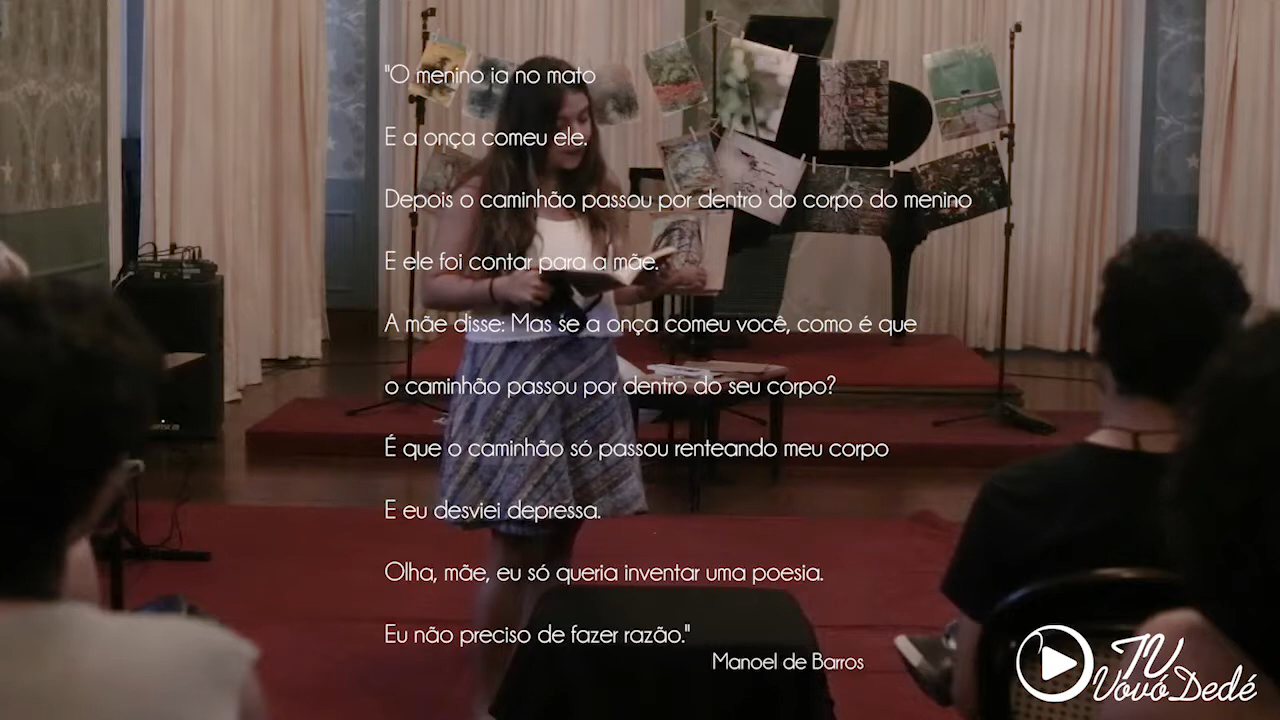 "O menino ia no mato
E a onça comeu ele.
Depois o caminhão passou por dentro do corpo do menino
E ele foi contar para a mãe.
A mãe disse: Mas se a onça comeu você, como é que
o caminhão passou por dentro do seu corpo?
É que o caminhão só passou renteando meu corpo
E eu desviei depressa.
Olha, mãe, eu só queria inventar uma poesia.
Eu não preciso de fazer razão."
Manoel de Barros
TV
VovóDedé